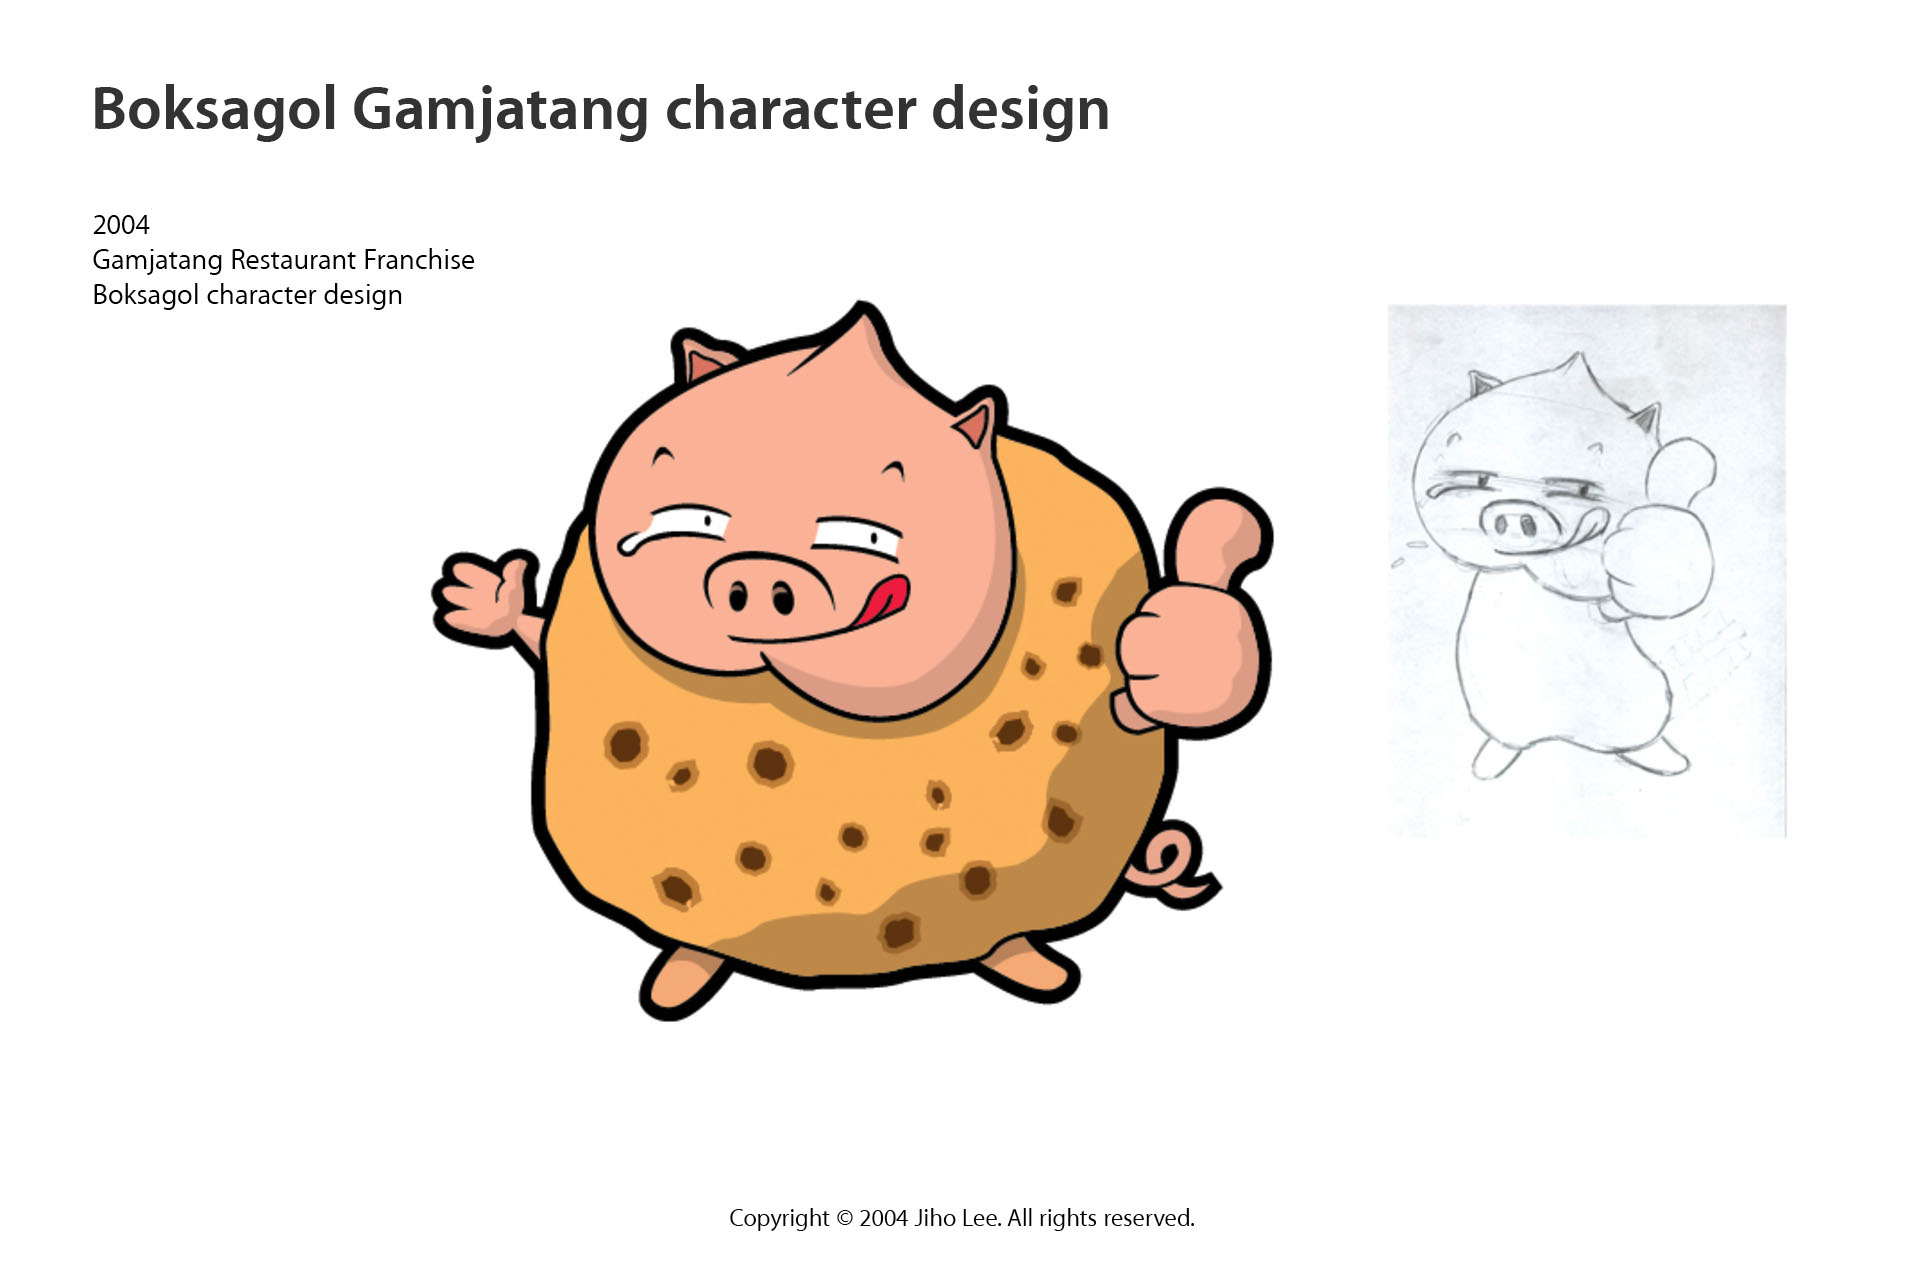 Boksagol Gamjatang character design
2004
Gamjatang Restaurant Franchise
Boksagol character design
Copyright © 2004 Jiho Lee. All rights reserved.